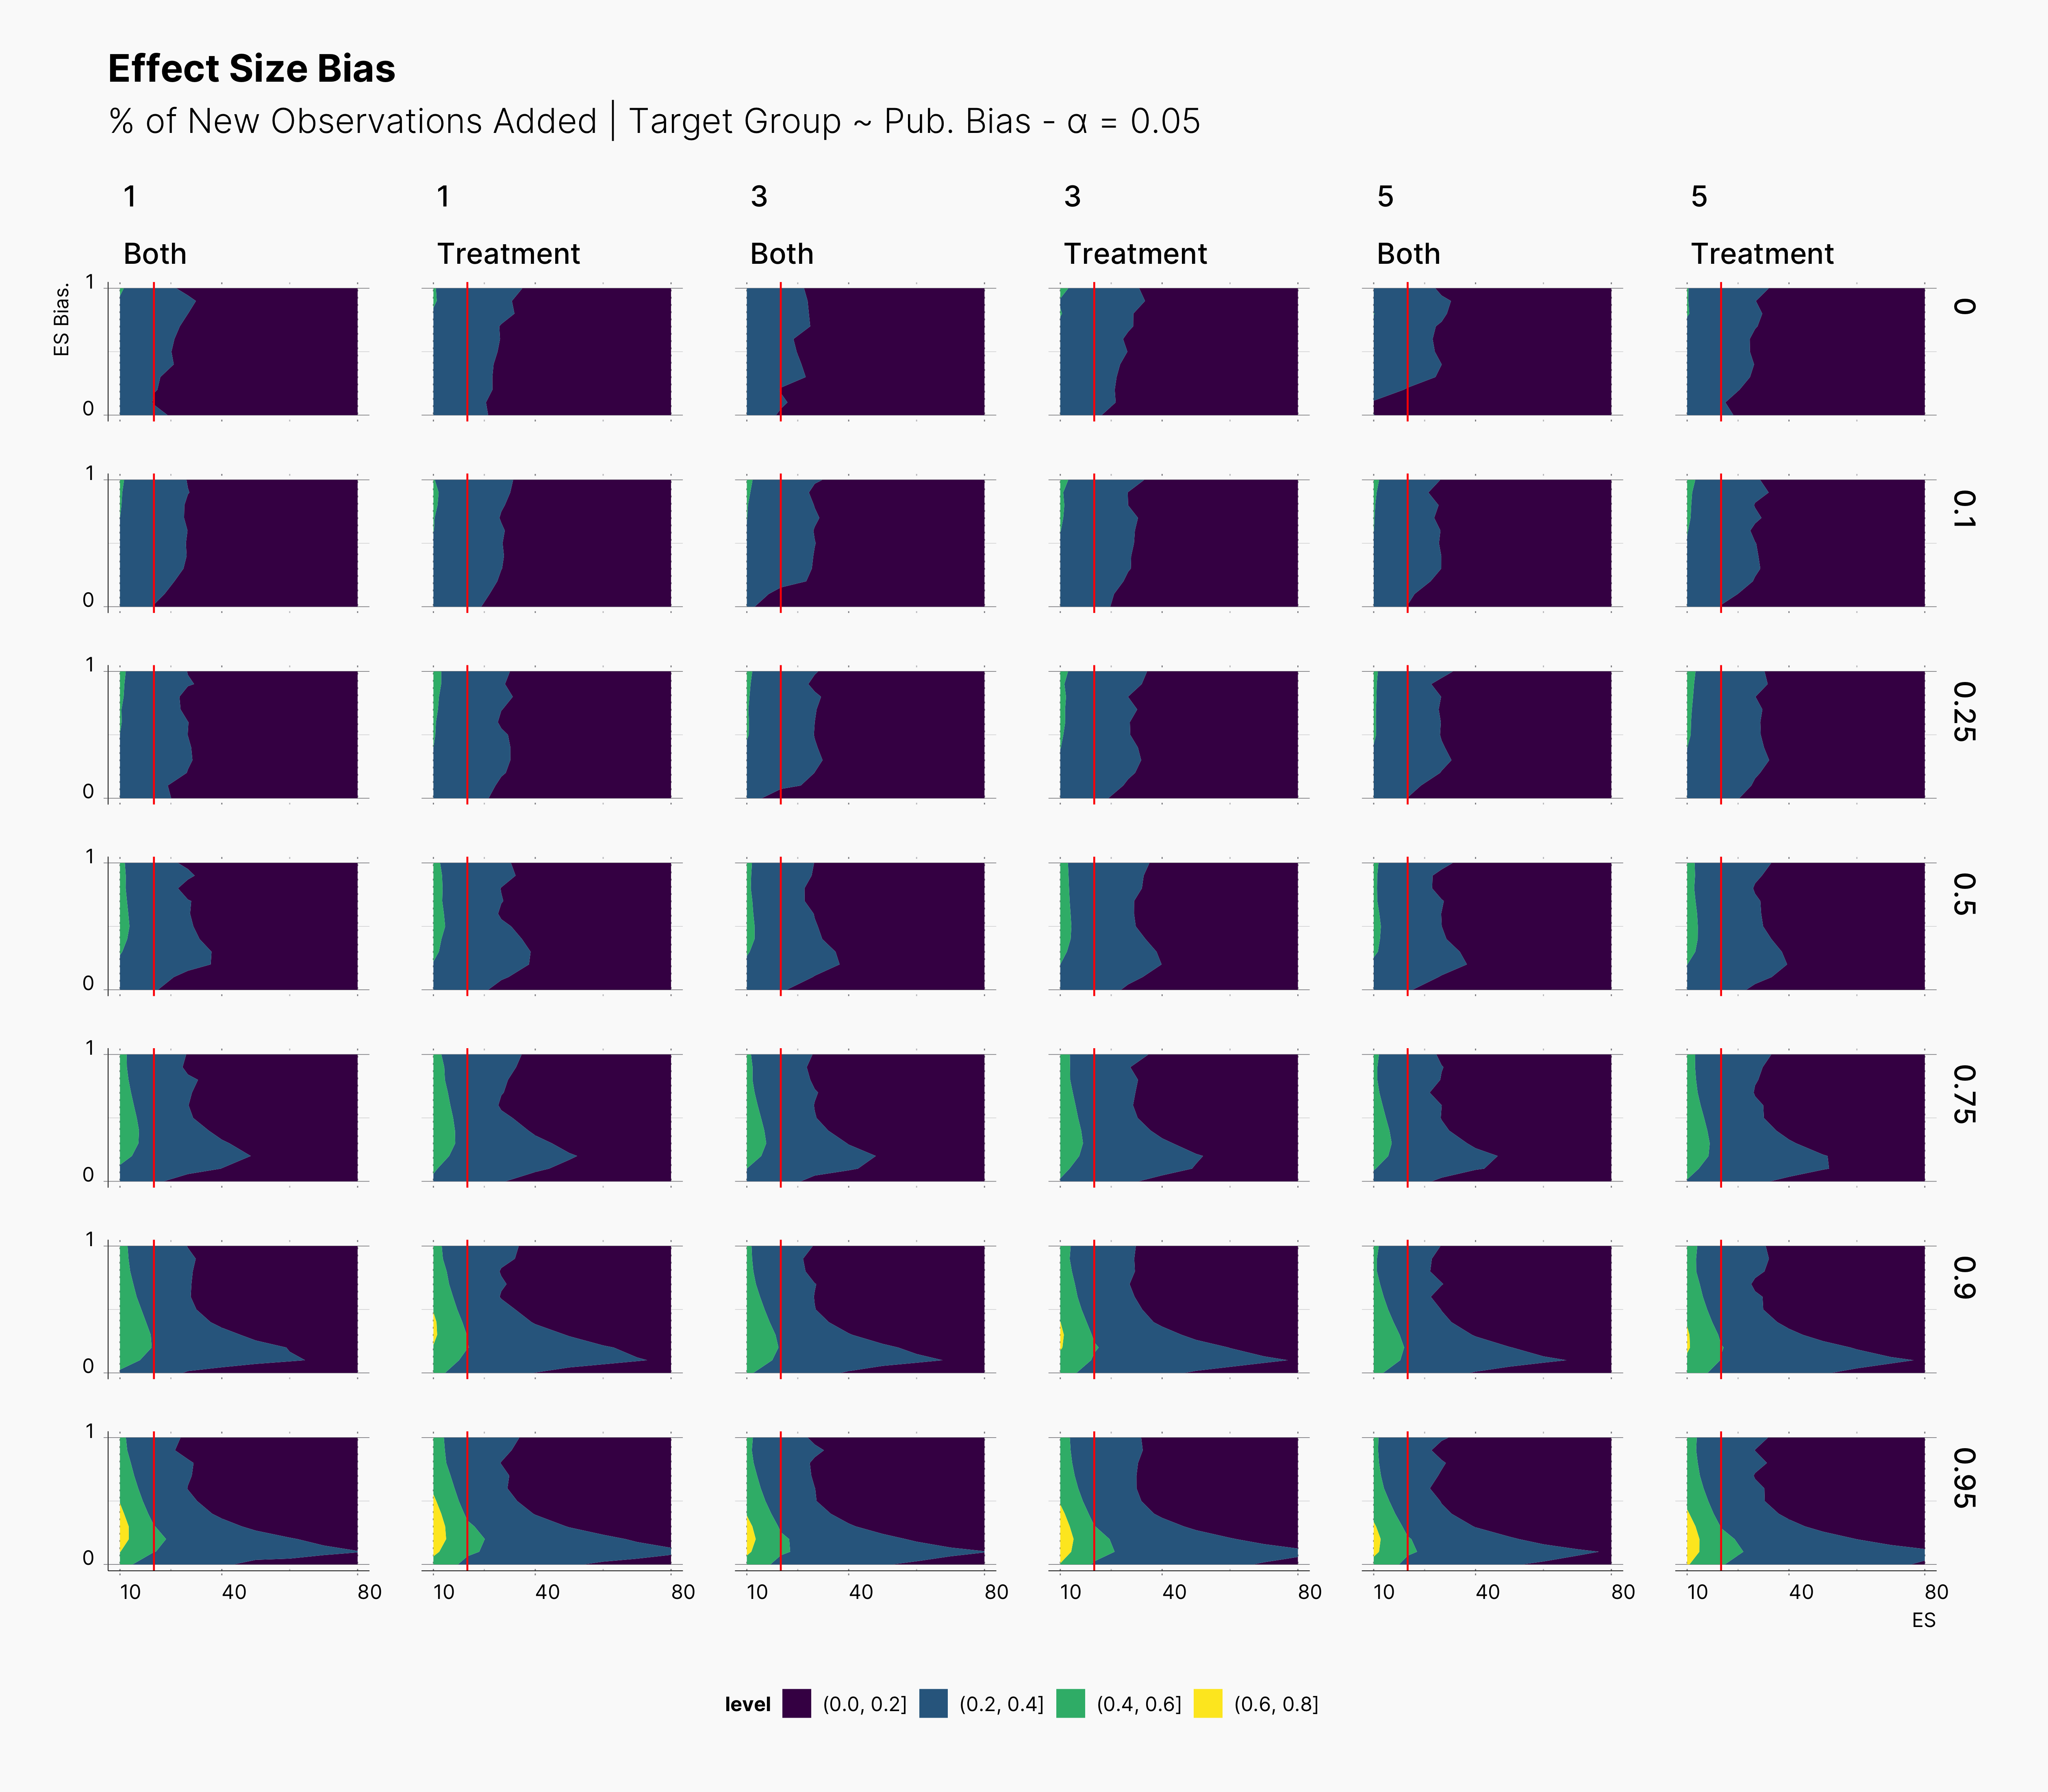 Effect Size Bias
% of New Observations Added | Target Group ~ Pub. Bias - α = 0.05
1 1 3 3 5 5
Both Treatment Both Treatment Both Treatment
ES Bias.
1
0
0
1
0
0.1
1
0
0.25
1
0
0.5
1
0
0.75
1
0
0.9
1
0
0.95
10 40 80 10 40 80 10 40 80 10 40 80 10 40 80 10 40 80
ES
level (0.0, 0.2] (0.2, 0.4] (0.4, 0.6] (0.6, 0.8]